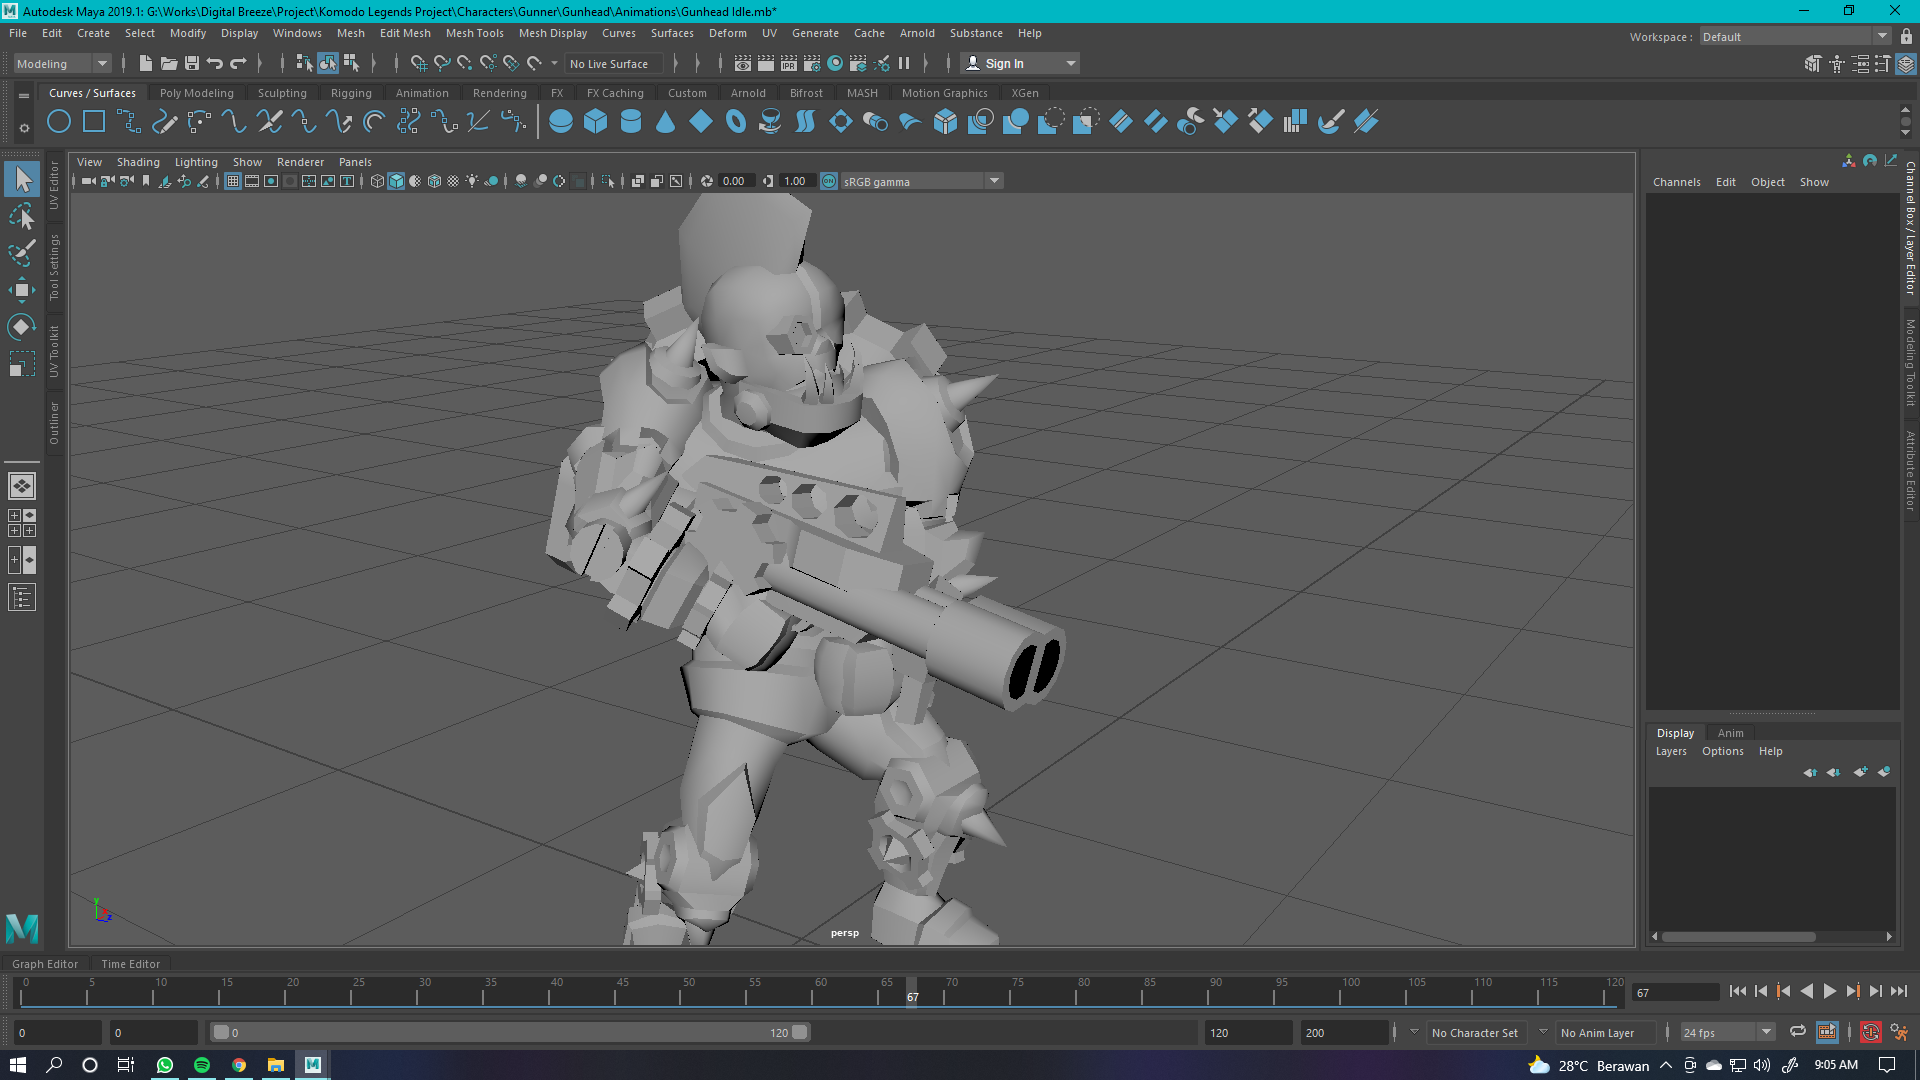 Autodesk Maya 2019.1: G:\Works\Digital Breeze\Project\Komodo Legends Project\Characters\Gunner\Gunhead\Animations\Gunhead Idle.mb*
File Edit Create Select Modify Display Windows Mesh Edit Mesh Mesh Tools Mesh Display Curves Surfaces Deform UV Generate Cache Arnold Substance Help
Workspace : Default
Modeling No Live Surface Sign In
Curves / Surfaces Poly Modeling Sculpting Rigging Animation Rendering FX FX Caching Custom Arnold Bifrost MASH Motion Graphics XGen
View Shading Lighting Show Renderer Panels
0.00 1.00 ON sRGB gamma
UV Editor
Tool Settings
UV Toolkit
Outliner
Channels Edit Object Show
Channel Box / Layer Editor
Modeling Toolkit
Attribute Editor
Display Anim
Layers Options Help
y
z
persp
Graph Editor Time Editor
0 5 10 15 20 25 30 35 40 45 50 55 60 65 70 75 80 85 90 95 100 105 110 115 120
67
67
0 0 0 120 120 200 No Character Set No Anim Layer 24 fps
28°C Berawan 9:05 AM